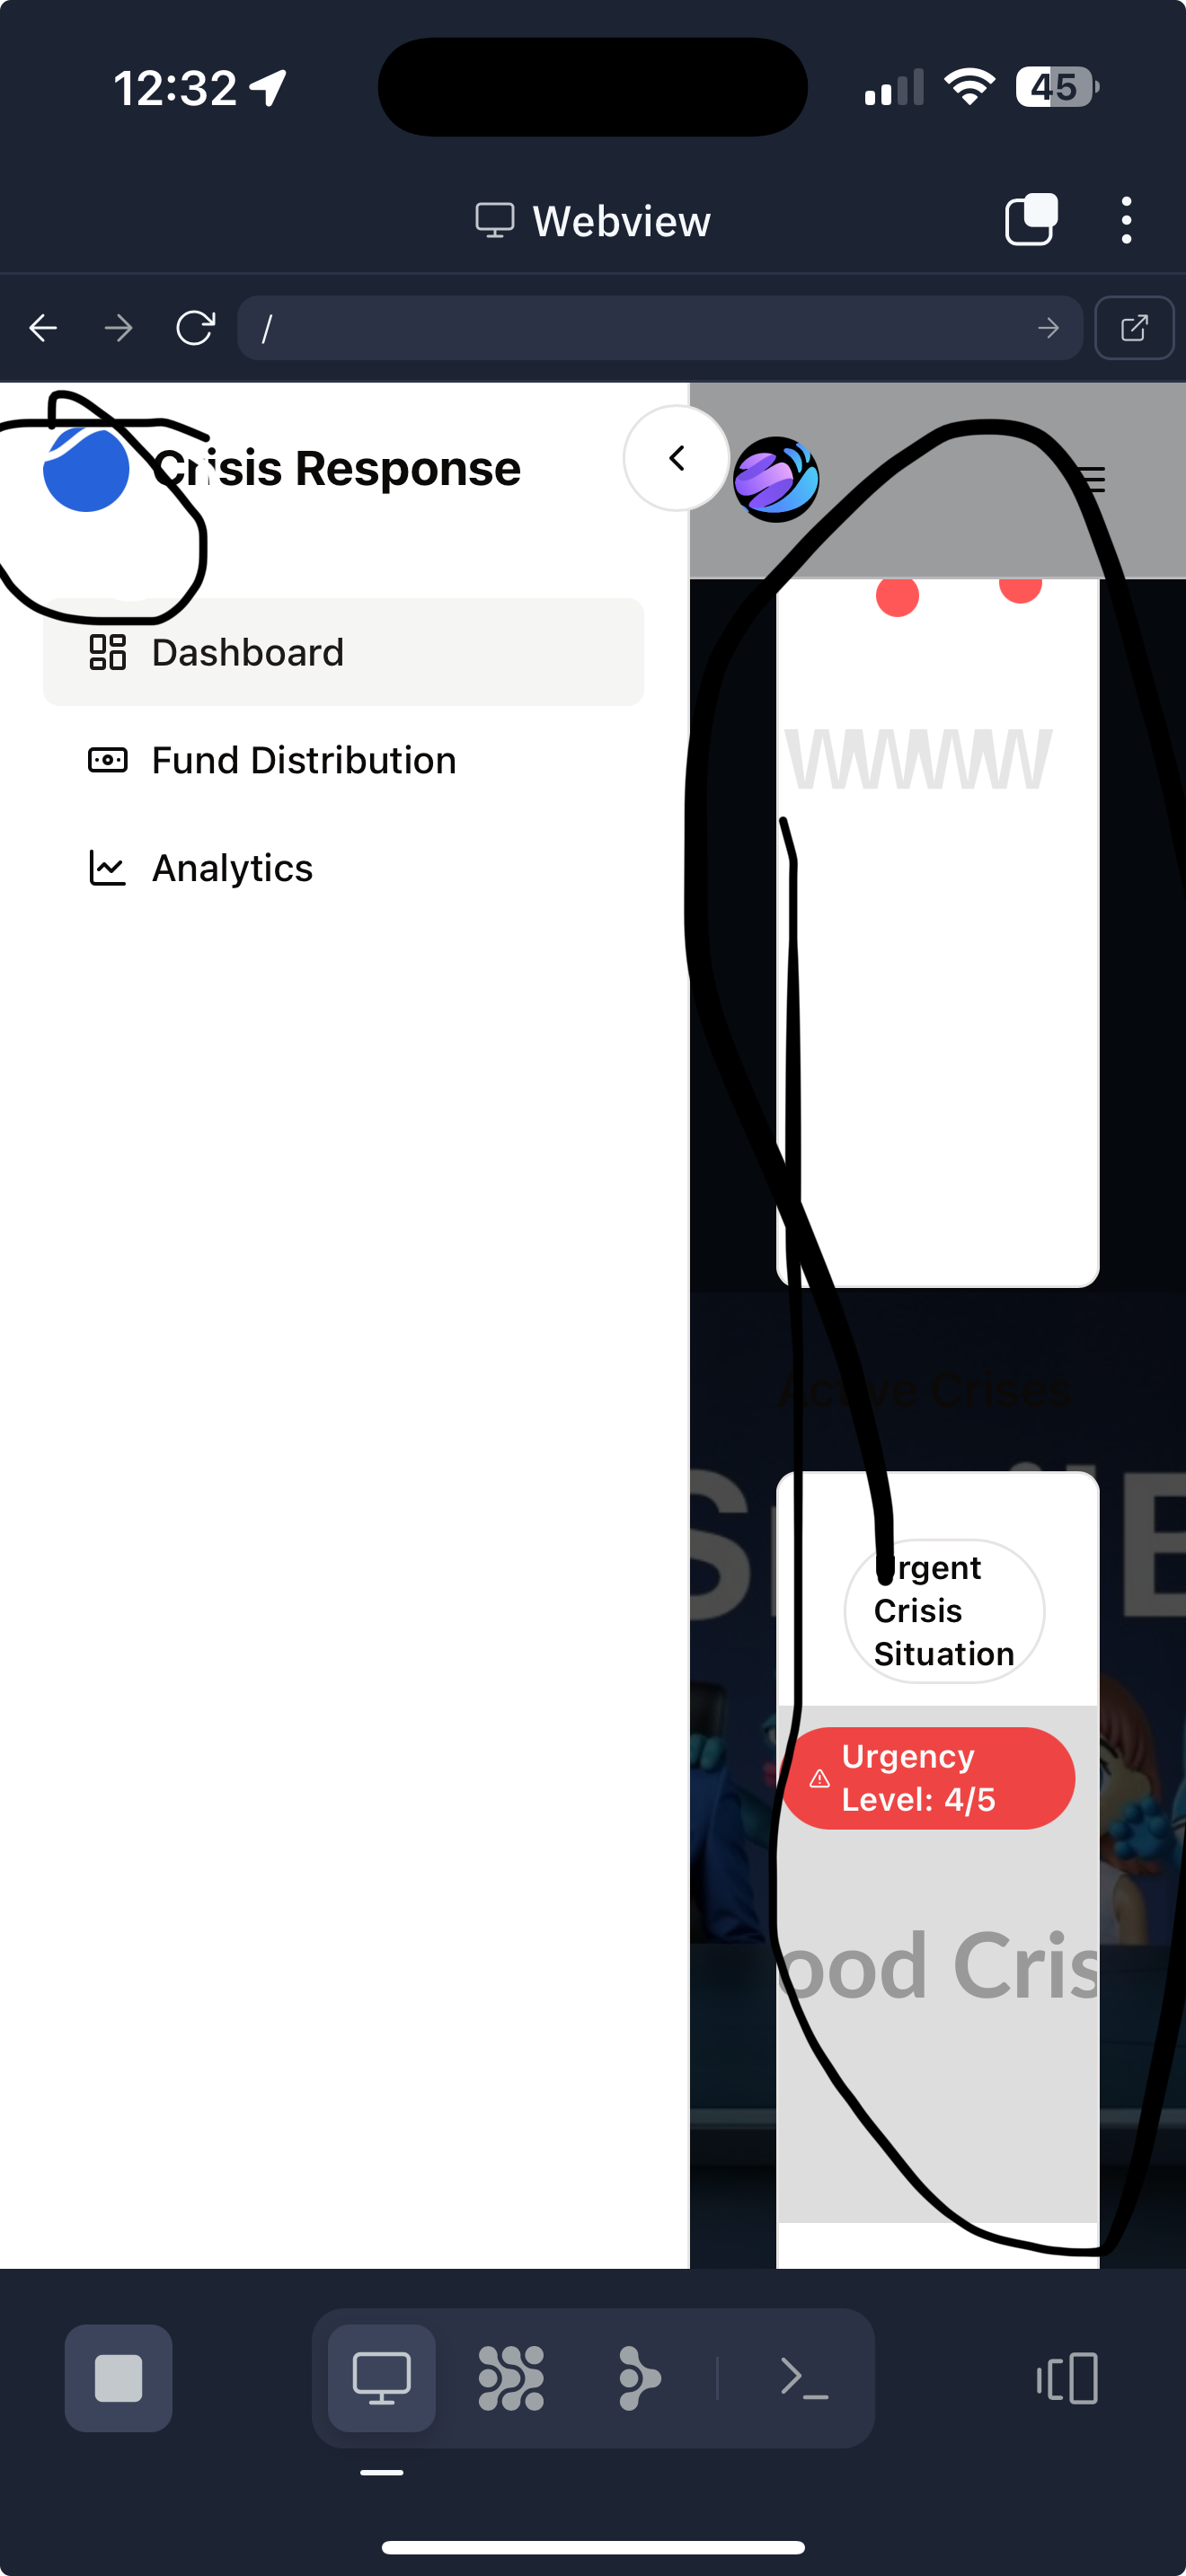 12:32
45
Webview
/
Crisis Response
Dashboard
Fund Distribution
Analytics
WWWW
Active Crises
Urgent
Crisis
Situation
Urgency
Level: 4/5
ood Cris